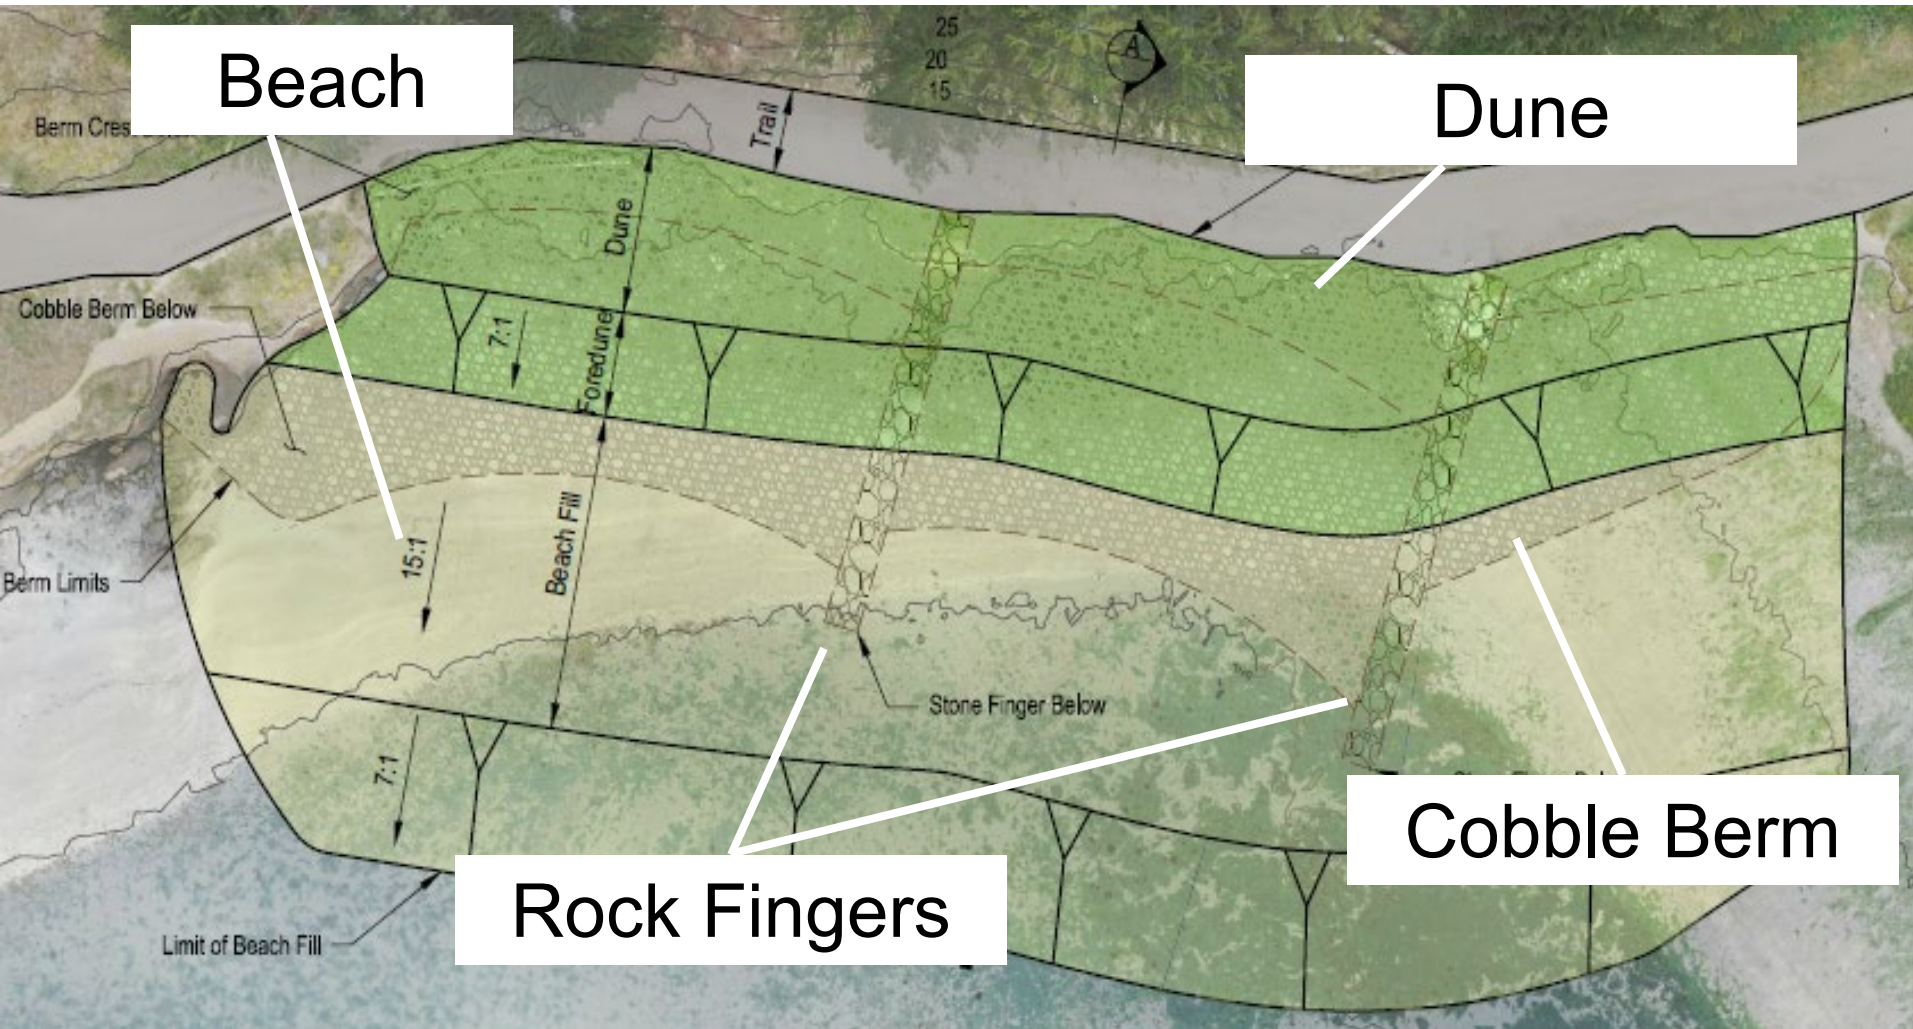 25
20
15
A
Beach
Dune
Berm Crest
Trail
Dune
Cobble Berm Below
7:1
Foredune
Beach Fill
15:1
Berm Limits
Stone Finger Below
7:1
Cobble Berm
Rock Fingers
Limit of Beach Fill